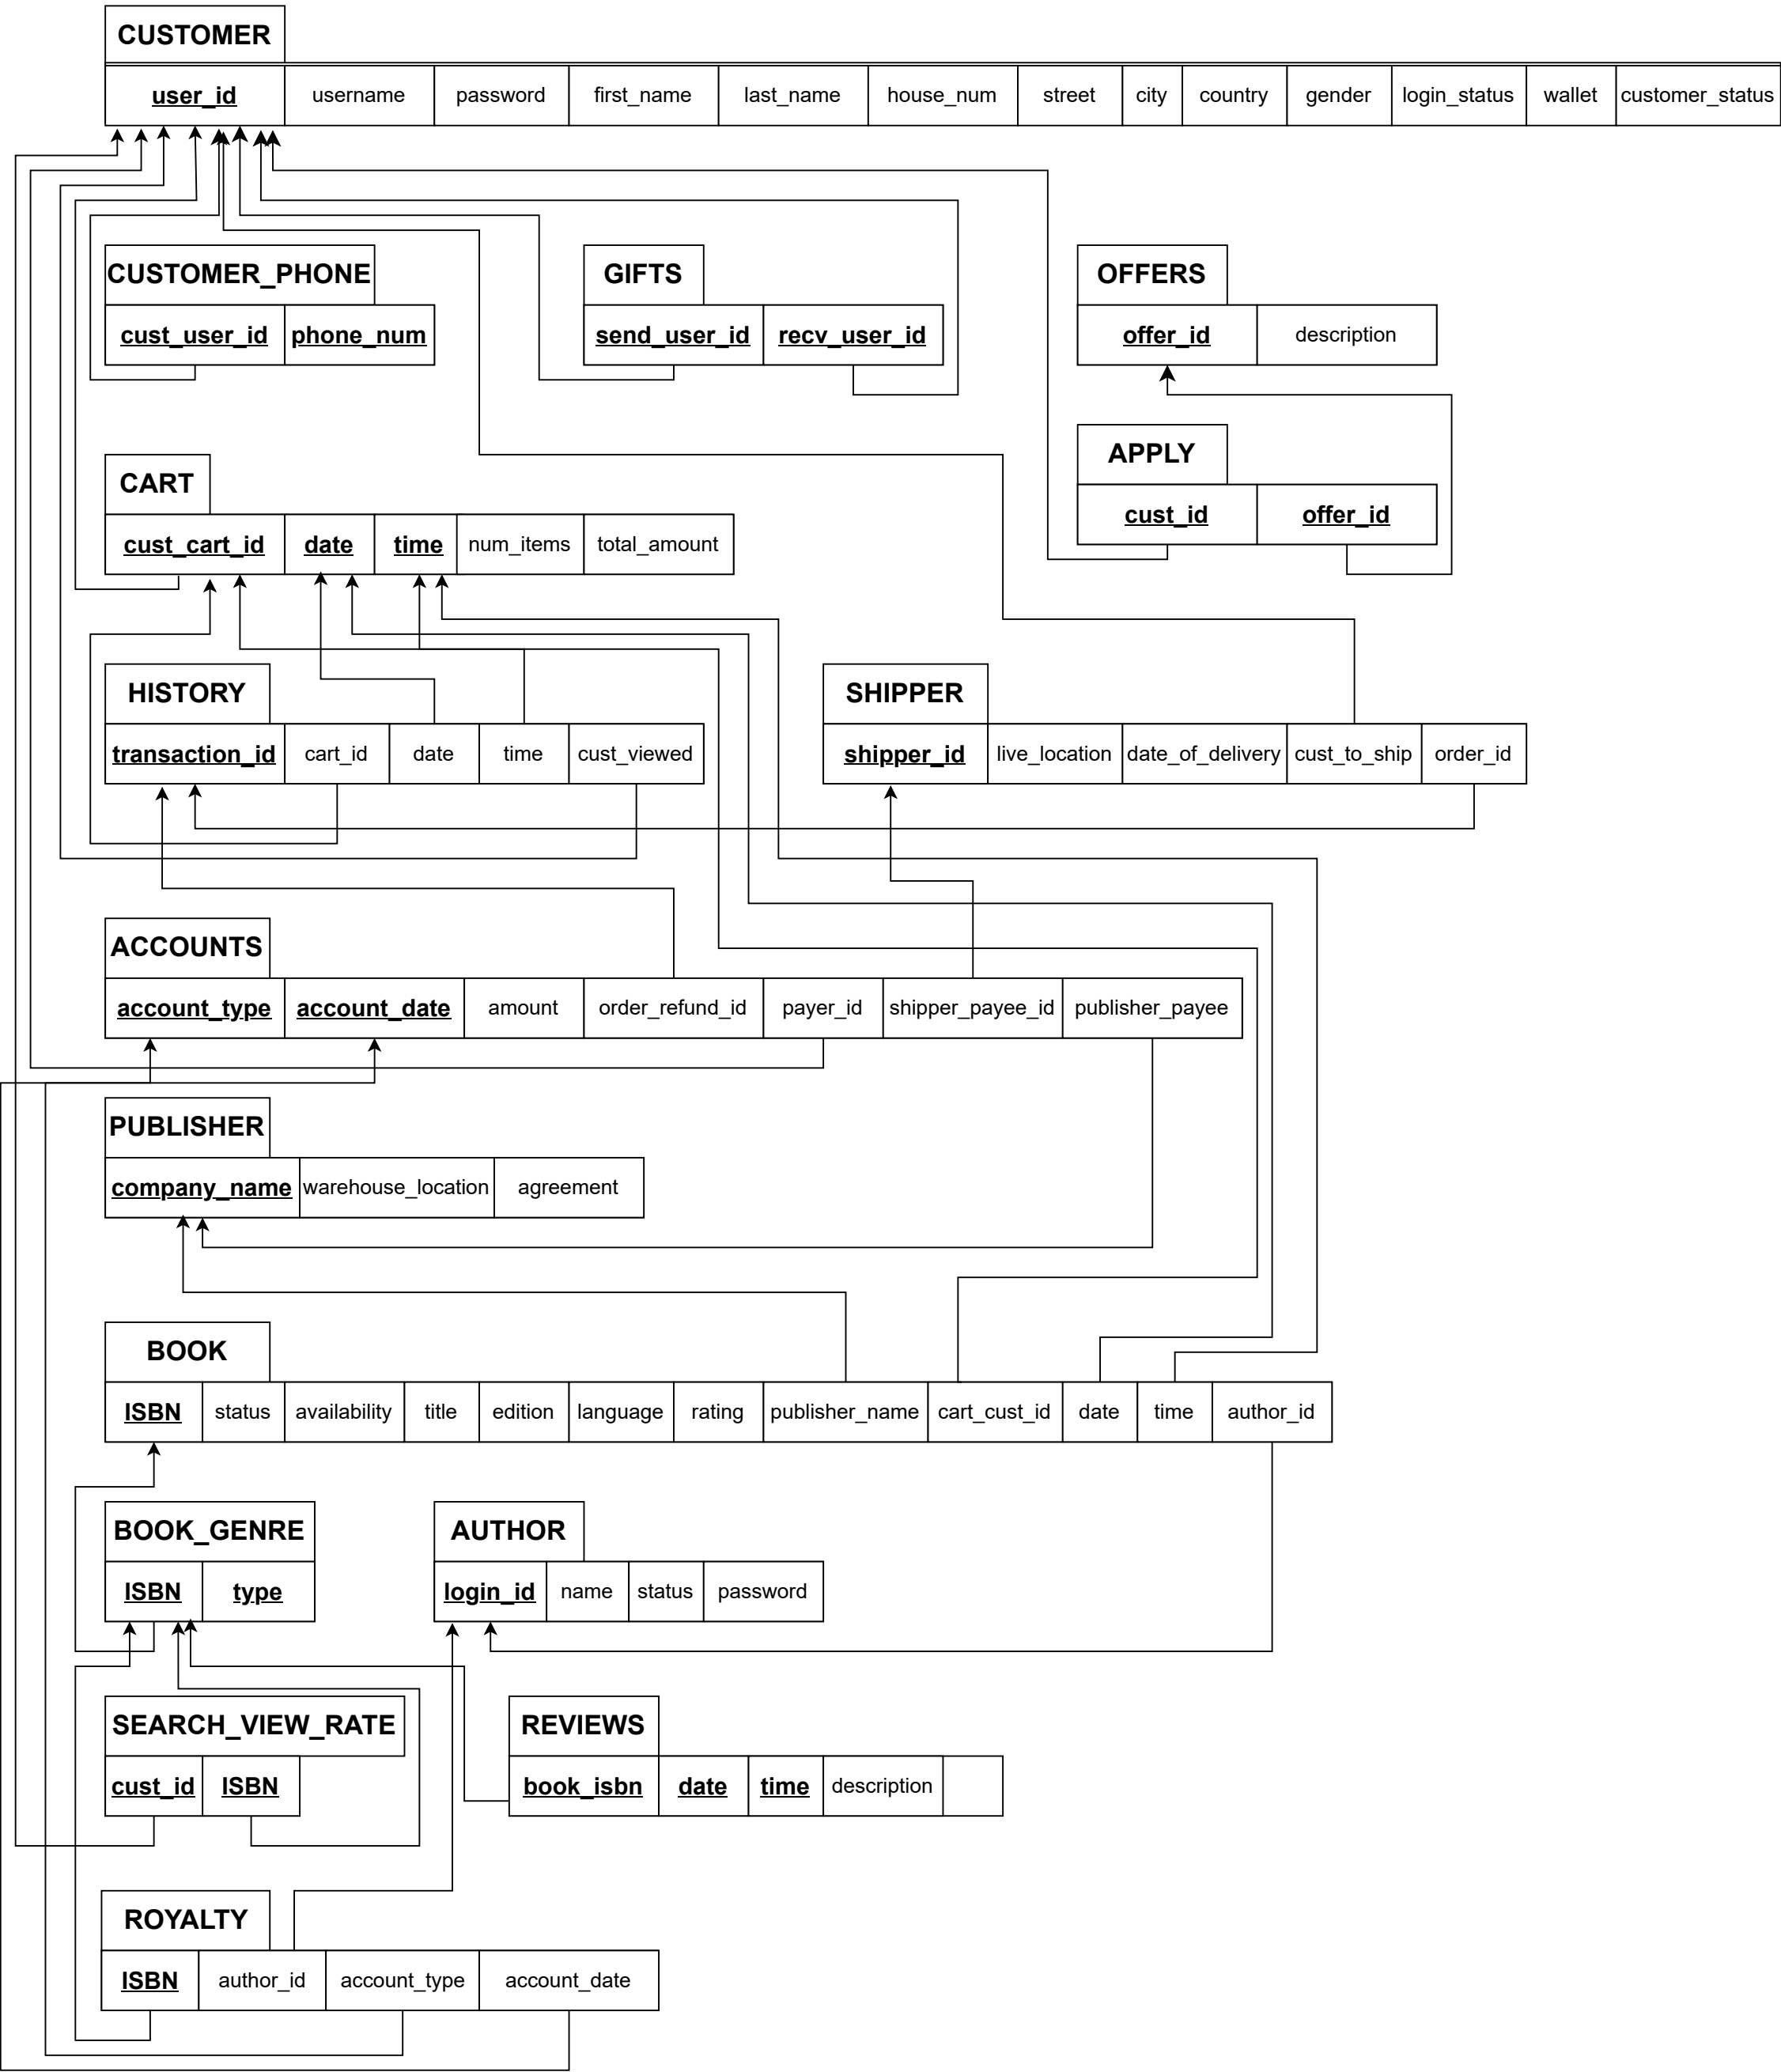 CUSTOMER
user_id username password first_name last_name house_num street city country gender login_status wallet customer_status
CUSTOMER_PHONE GIFTS OFFERS
cust_user_id phone_num send_user_id recv_user_id offer_id description
APPLY
CART
cust_id offer_id
cust_cart_id date time num_items total_amount
HISTORY SHIPPER
transaction_id cart_id date time cust_viewed shipper_id live_location date_of_delivery cust_to_ship order_id
ACCOUNTS
account_type account_date amount order_refund_id payer_id shipper_payee_id publisher_payee
PUBLISHER
company_name warehouse_location agreement
BOOK
ISBN status availability title edition language rating publisher_name cart_cust_id date time author_id
BOOK_GENRE AUTHOR
ISBN type login_id name status password
SEARCH_VIEW_RATE REVIEWS
cust_id ISBN book_isbn date time description
ROYALTY
ISBN author_id account_type account_date